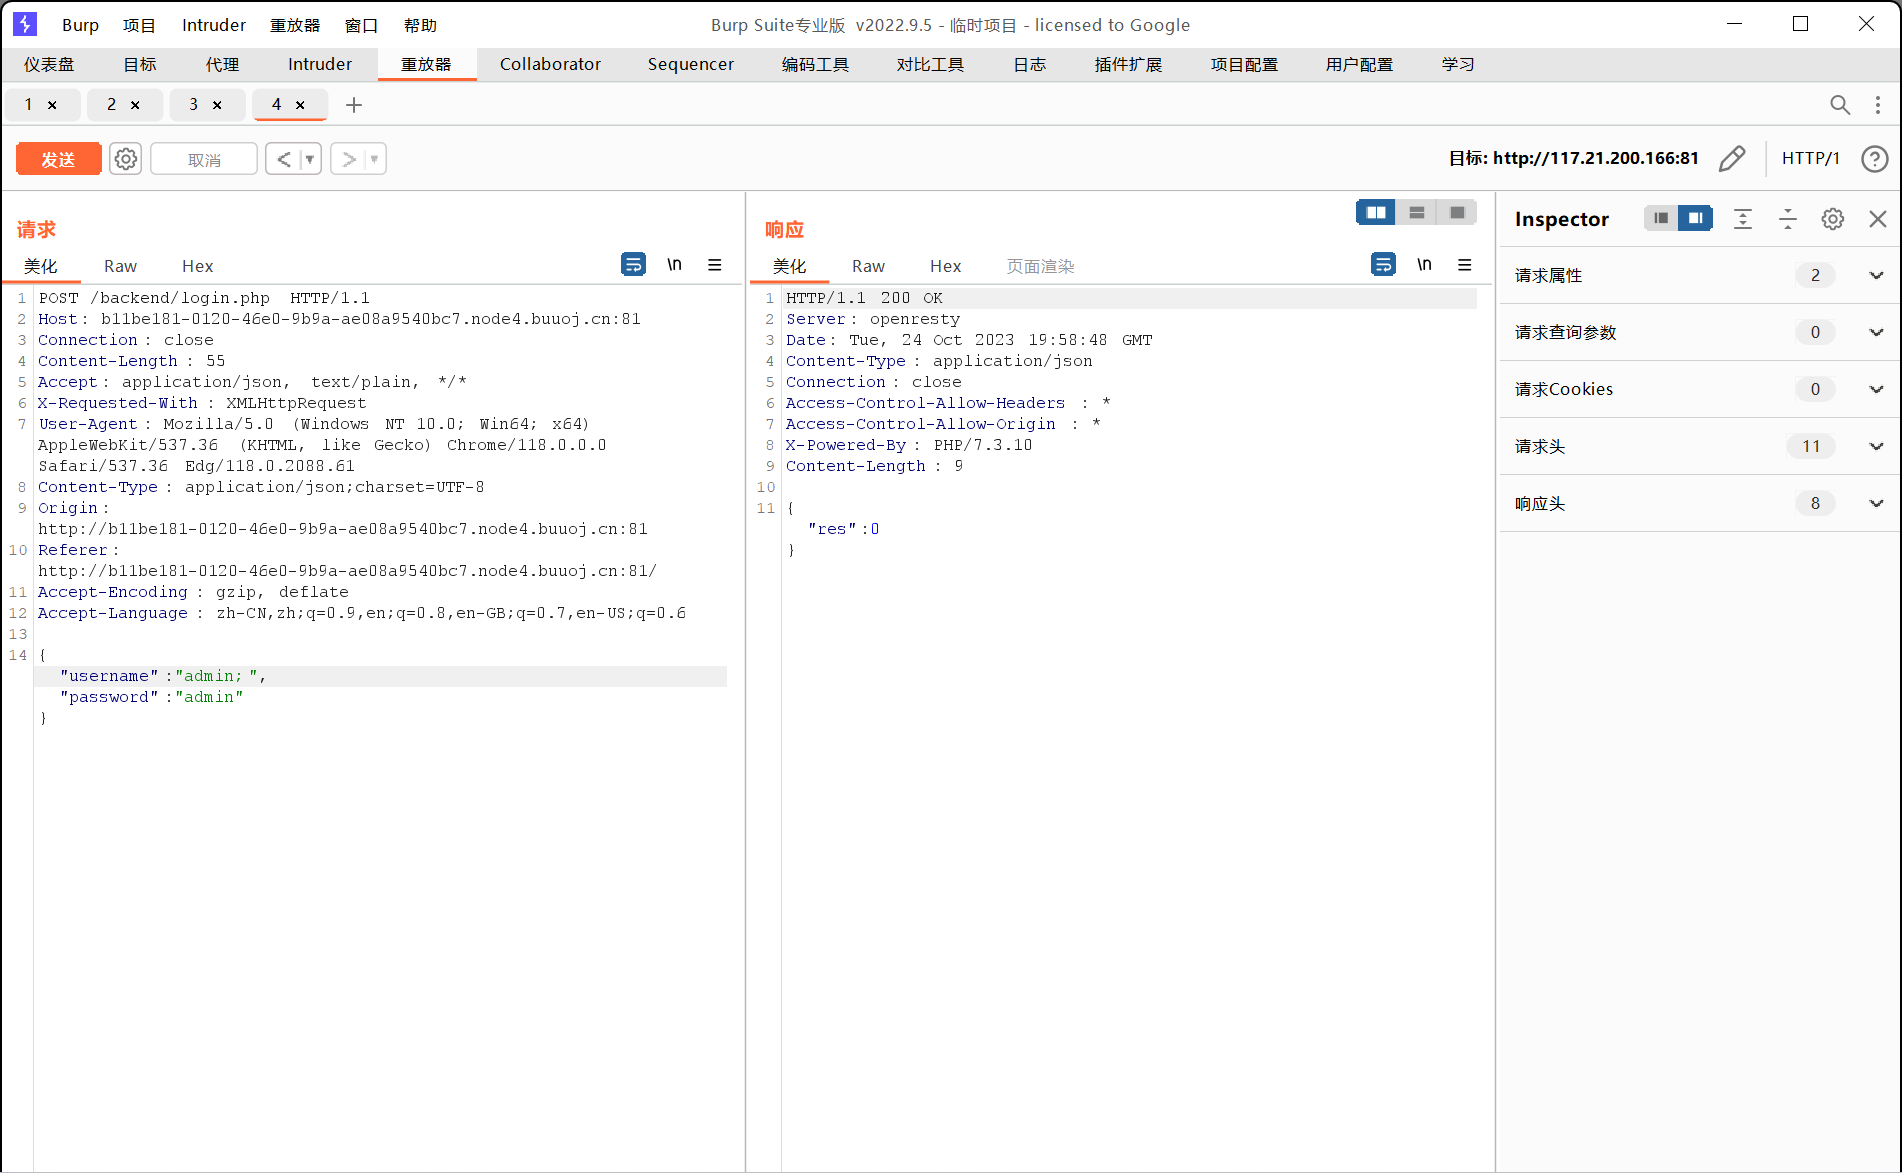 Burp 项目 Intruder 重放器 窗口 帮助 Burp Suite专业版 v2022.9.5 - 临时项目 - licensed to Google
仪表盘 目标 代理 Intruder 重放器 Collaborator Sequencer 编码工具 对比工具 日志 插件扩展 项目配置 用户配置 学习
1 × 2 × 3 × 4 × +
发送 取消 < > 目标: http://117.21.200.166:81 HTTP/1 ?
请求
美化 Raw Hex \n
1 POST /backend/login.php HTTP/1.1
2 Host: b11be181-0120-46e0-9b9a-ae08a9540bc7.node4.buuoj.cn:81
3 Connection: close
4 Content-Length: 55
5 Accept: application/json, text/plain, */*
6 X-Requested-With: XMLHttpRequest
7 User-Agent: Mozilla/5.0 (Windows NT 10.0; Win64; x64)
AppleWebKit/537.36 (KHTML, like Gecko) Chrome/118.0.0.0
Safari/537.36 Edg/118.0.2088.61
8 Content-Type: application/json;charset=UTF-8
9 Origin:
http://b11be181-0120-46e0-9b9a-ae08a9540bc7.node4.buuoj.cn:81
10 Referer:
http://b11be181-0120-46e0-9b9a-ae08a9540bc7.node4.buuoj.cn:81/
11 Accept-Encoding: gzip, deflate
12 Accept-Language: zh-CN,zh;q=0.9,en;q=0.8,en-GB;q=0.7,en-US;q=0.6
13
14 {
"username":"admin;",
"password":"admin"
}
响应
美化 Raw Hex 页面渲染 \n
1 HTTP/1.1 200 OK
2 Server: openresty
3 Date: Tue, 24 Oct 2023 19:58:48 GMT
4 Content-Type: application/json
5 Connection: close
6 Access-Control-Allow-Headers: *
7 Access-Control-Allow-Origin: *
8 X-Powered-By: PHP/7.3.10
9 Content-Length: 9
10
11 {
"res":0
}
Inspector
请求属性 2
请求查询参数 0
请求Cookies 0
请求头 11
响应头 8